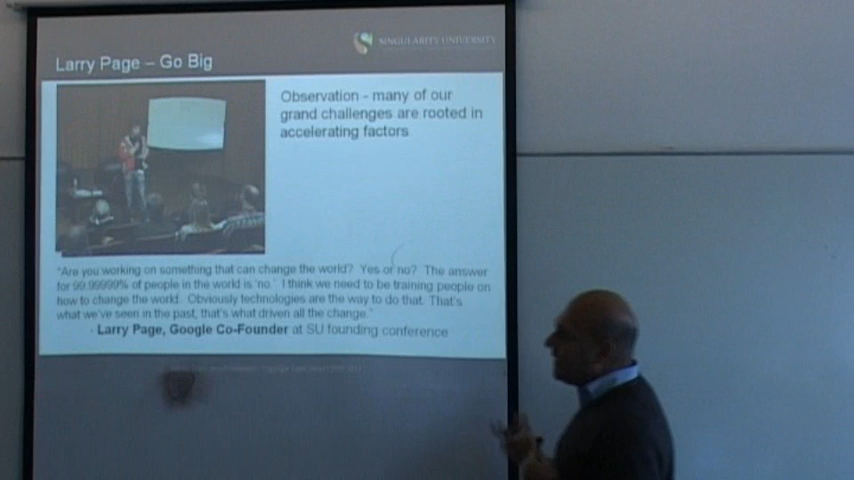 SINGULARITY UNIVERSITY
Larry Page – Go Big
Observation - many of our
grand challenges are rooted in
accelerating factors
"Are you working on something that can change the world? Yes or no? The answer
for 99.99999% of people in the world is 'no.' I think we need to be training people on
how to change the world. Obviously technologies are the way to do that. That's
what we've seen in the past, that's what driven all the change."
- Larry Page, Google Co-Founder at SU founding conference